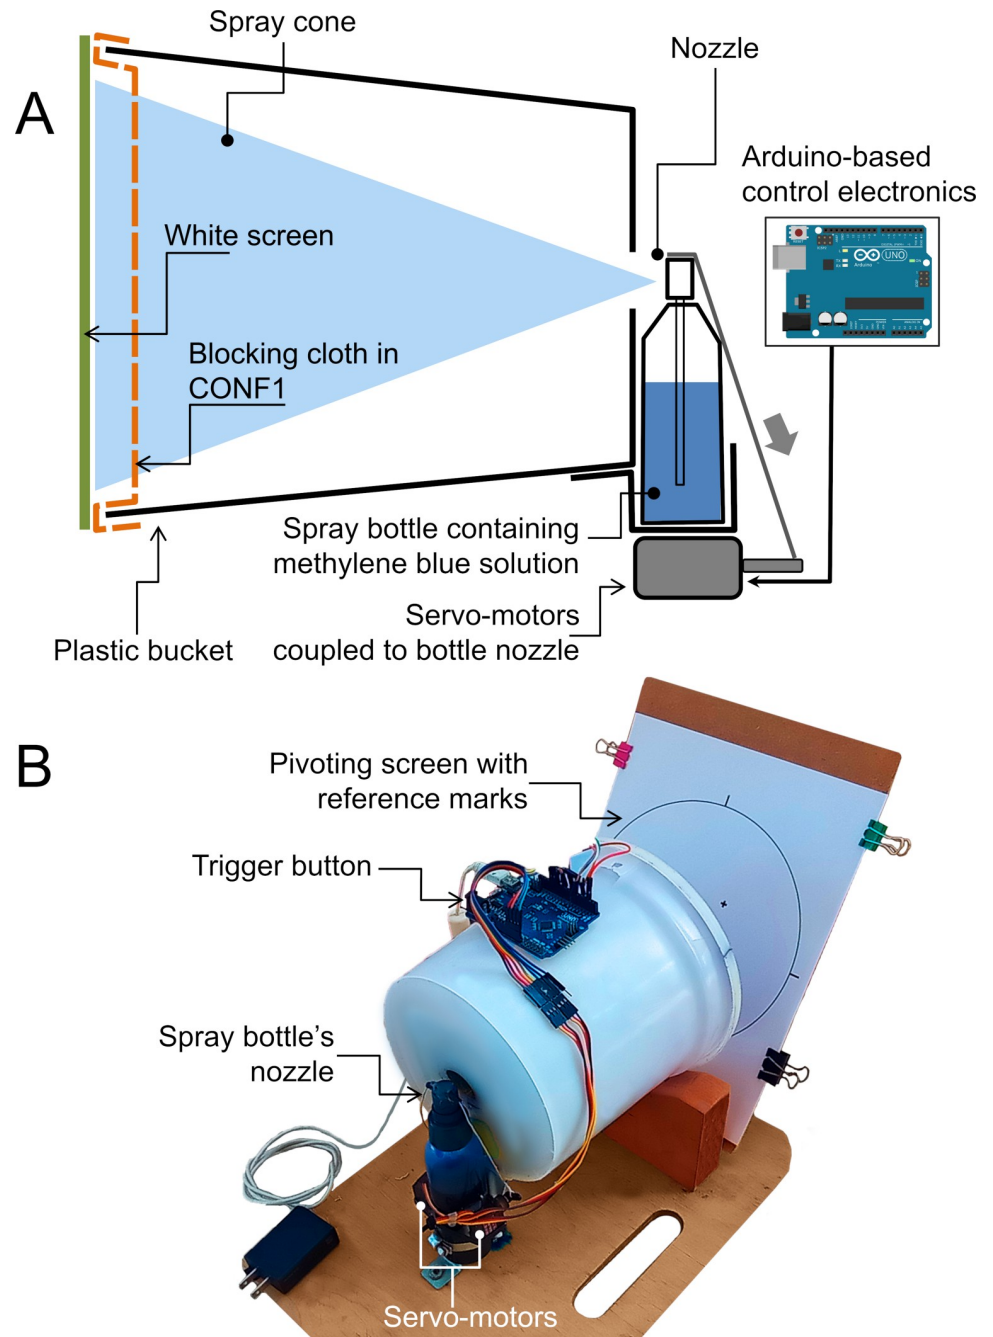 A
Spray cone
Nozzle
Arduino-based
control electronics
UNO
Arduino
White screen
Blocking cloth in
CONF1
Spray bottle containing
methylene blue solution
Servo-motors
coupled to bottle nozzle
Plastic bucket
B
Pivoting screen with
reference marks
Trigger button
Spray bottle’s
nozzle
Servo-motors